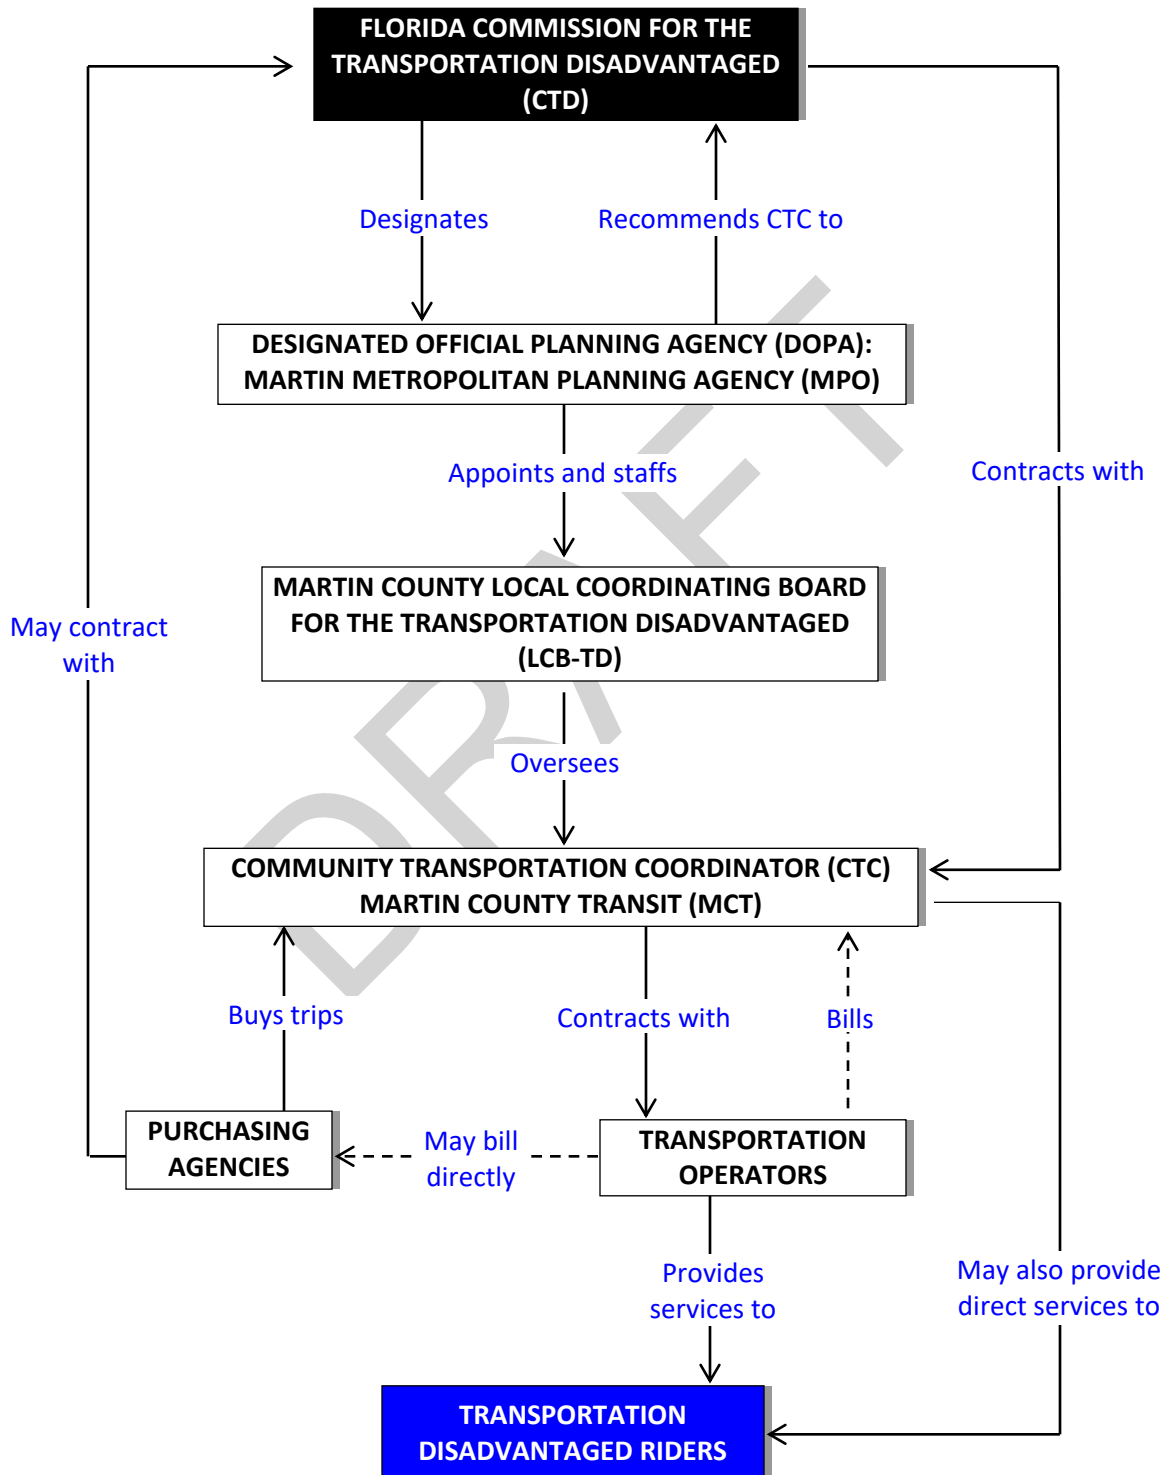 FLORIDA COMMISSION FOR THE
TRANSPORTATION DISADVANTAGED
(CTD)
Designates
Recommends CTC to
DESIGNATED OFFICIAL PLANNING AGENCY (DOPA):
MARTIN METROPOLITAN PLANNING AGENCY (MPO)
Appoints and staffs
Contracts with
MARTIN COUNTY LOCAL COORDINATING BOARD
FOR THE TRANSPORTATION DISADVANTAGED
(LCB-TD)
May contract
with
DRAFT
Oversees
COMMUNITY TRANSPORTATION COORDINATOR (CTC)
MARTIN COUNTY TRANSIT (MCT)
Buys trips
Contracts with
Bills
PURCHASING
AGENCIES
May bill
directly
TRANSPORTATION
OPERATORS
Provides
services to
May also provide
direct services to
TRANSPORTATION
DISADVANTAGED RIDERS